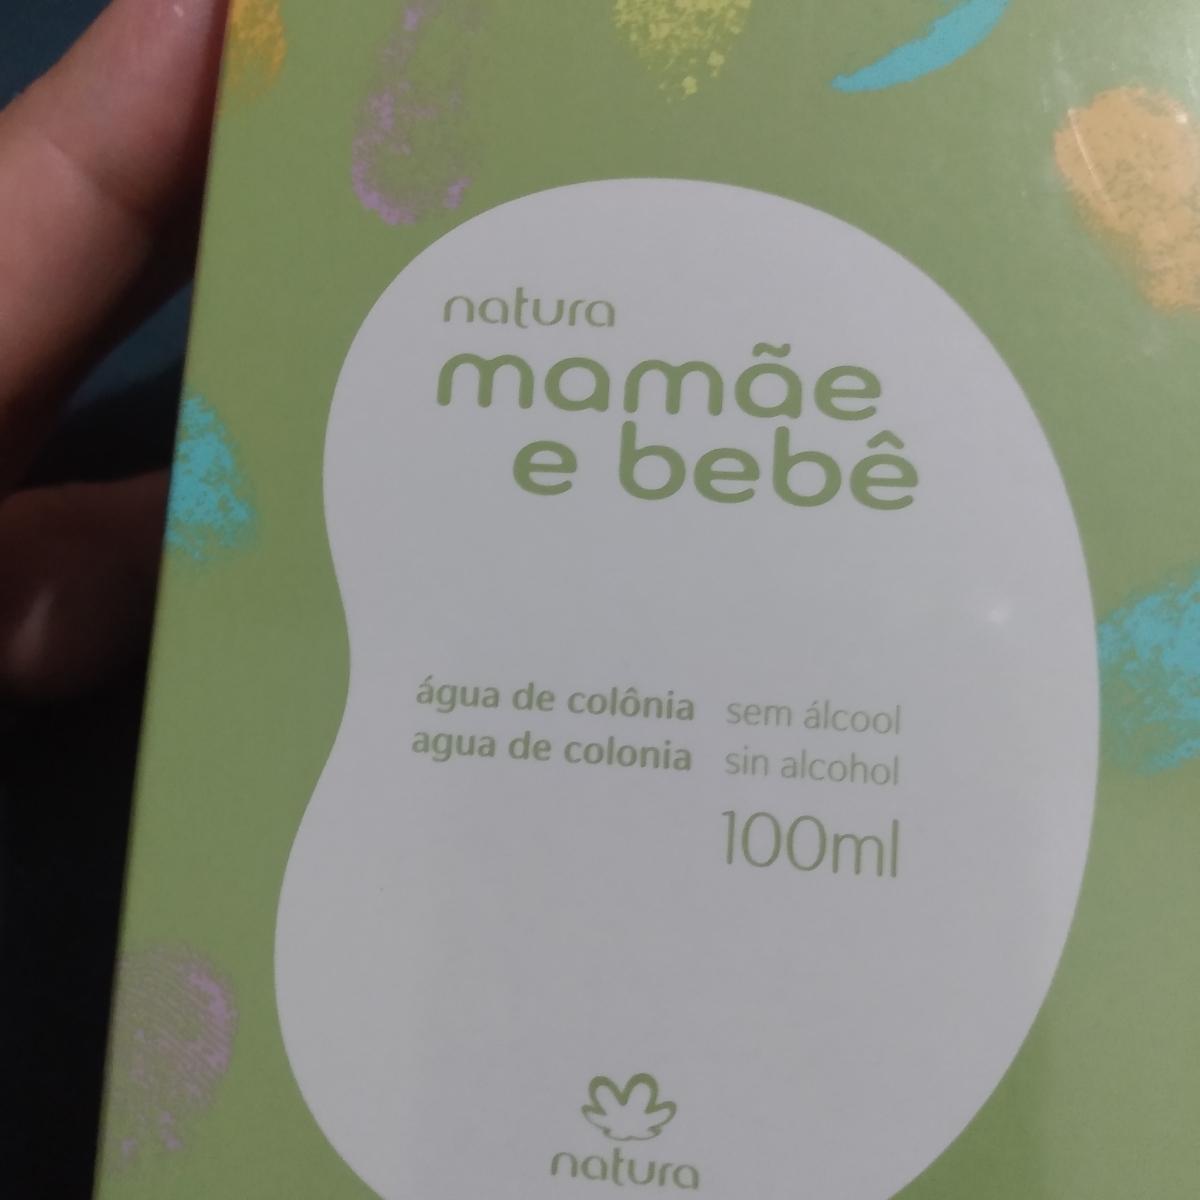 natura
mamãe
e bebê
água de colônia sem álcool
agua de colonia sin alcohol
100ml
natura